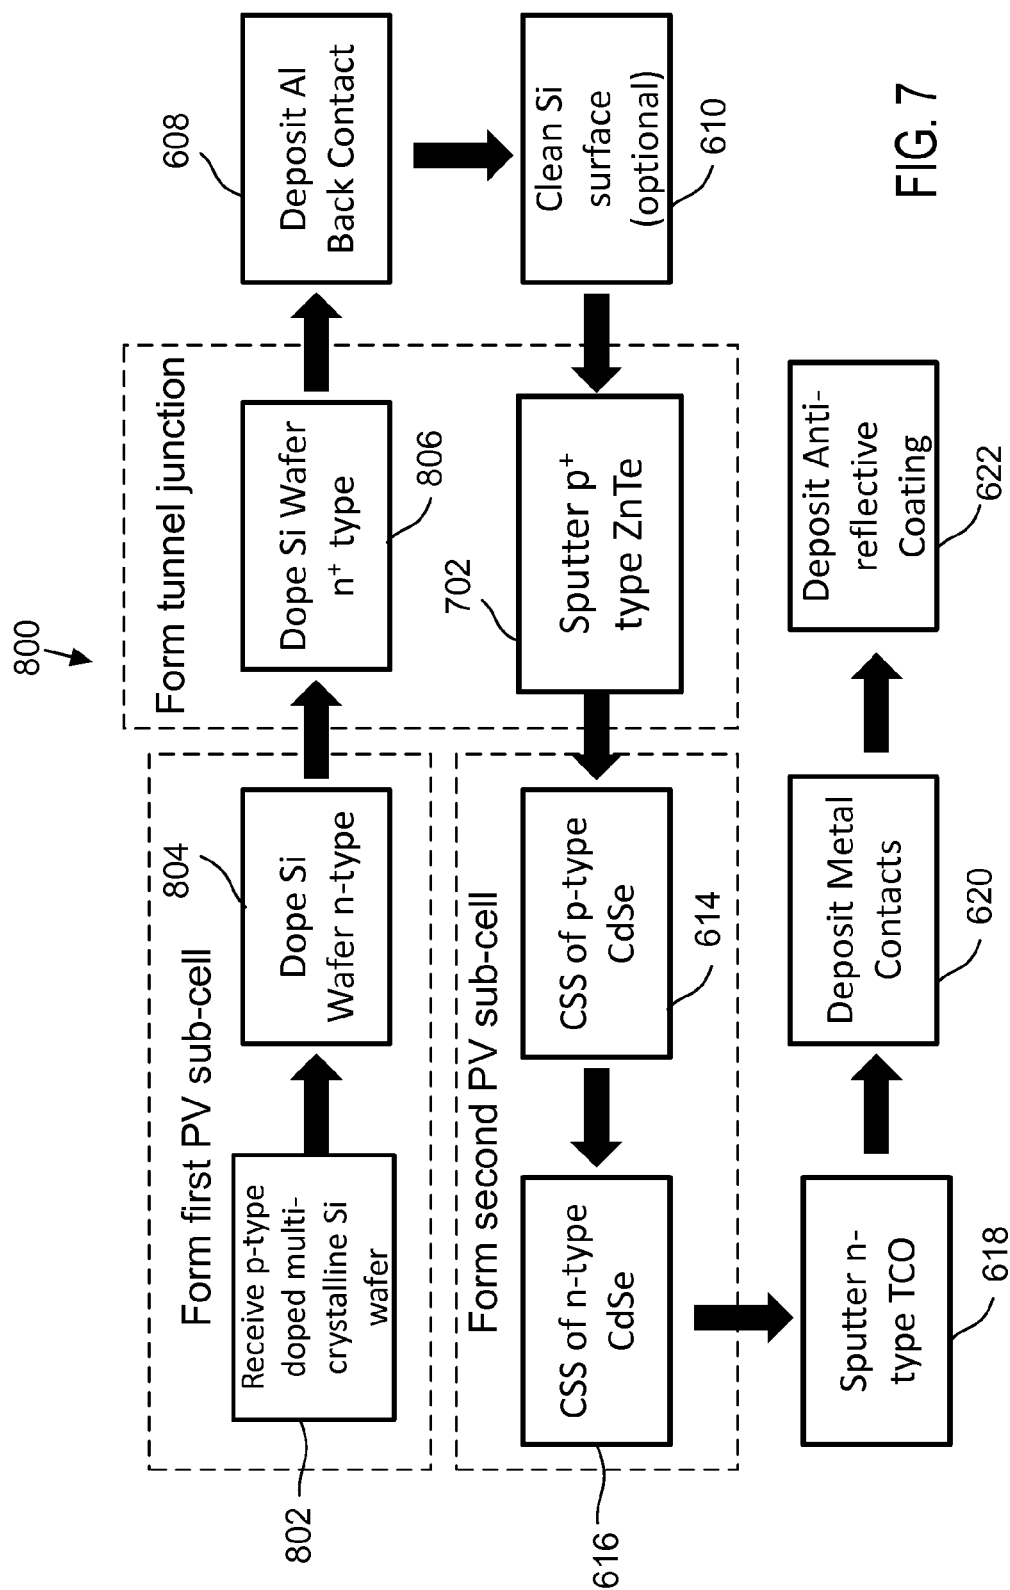 800
Form first PV sub-cell
802
Receive p-type
doped multi-
crystalline Si
wafer
804
Dope Si
Wafer n-type
Form tunnel junction
Dope Si Wafer
n⁺ type
806
608
Deposit Al
Back Contact
Clean Si
surface
(optional)
610
702
Sputter p⁺
type ZnTe
Form second PV sub-cell
CSS of p-type
CdSe
614
CSS of n-type
CdSe
616
Sputter n-
type TCO
618
Deposit Metal
Contacts
620
Deposit Anti-
reflective
Coating
622
FIG. 7